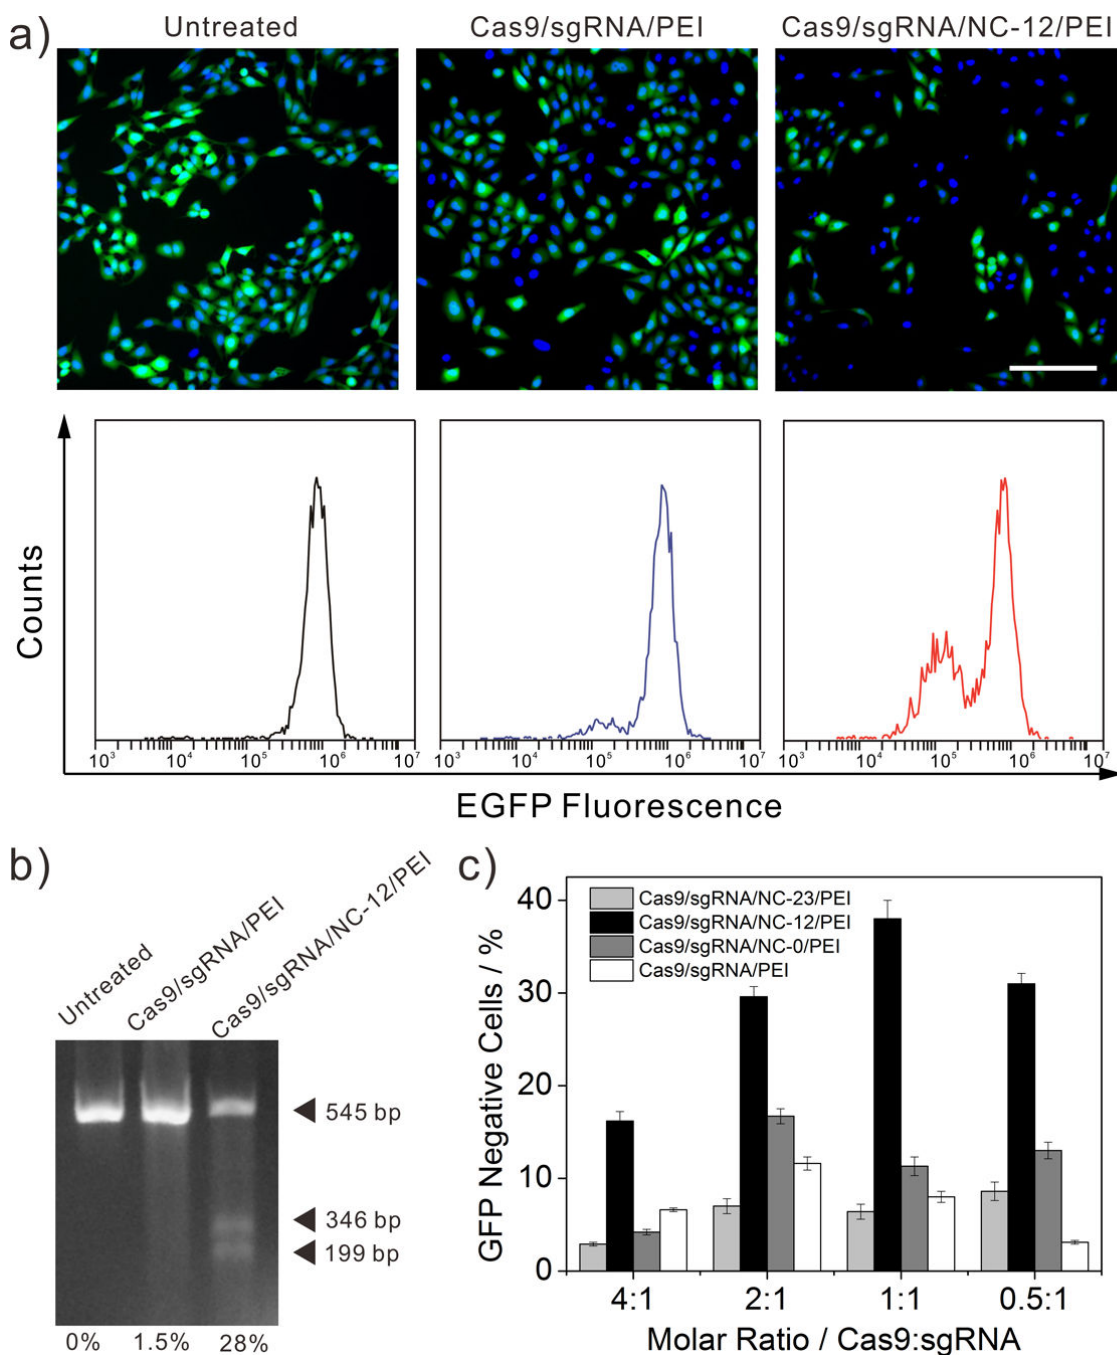 a)
Untreated
Cas9/sgRNA/PEI
Cas9/sgRNA/NC-12/PEI
Counts
10³ 10⁴ 10⁵ 10⁶ 10⁷
10³ 10⁴ 10⁵ 10⁶ 10⁷
10³ 10⁴ 10⁵ 10⁶ 10⁷
EGFP Fluorescence
b)
Untreated
Cas9/sgRNA/PEI
Cas9/sgRNA/NC-12/PEI
545 bp
346 bp
199 bp
0% 1.5% 28%
c)
GFP Negative Cells / %
40
30
20
10
0
Cas9/sgRNA/NC-23/PEI
Cas9/sgRNA/NC-12/PEI
Cas9/sgRNA/NC-0/PEI
Cas9/sgRNA/PEI
4:1 2:1 1:1 0.5:1
Molar Ratio / Cas9:sgRNA